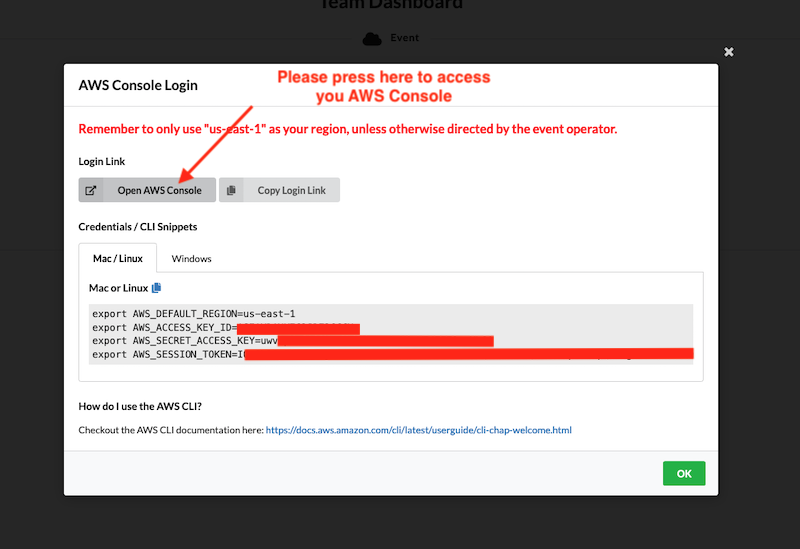 Team Dashboard
Event
AWS Console Login
Please press here to access
you AWS Console
Remember to only use "us-east-1" as your region, unless otherwise directed by the event operator.
Login Link
Open AWS Console
Copy Login Link
Credentials / CLI Snippets
Mac / Linux
Windows
Mac or Linux
export AWS_DEFAULT_REGION=us-east-1
export AWS_ACCESS_KEY_ID=
export AWS_SECRET_ACCESS_KEY=uwv
export AWS_SESSION_TOKEN=
How do I use the AWS CLI?
Checkout the AWS CLI documentation here: https://docs.aws.amazon.com/cli/latest/userguide/cli-chap-welcome.html
OK